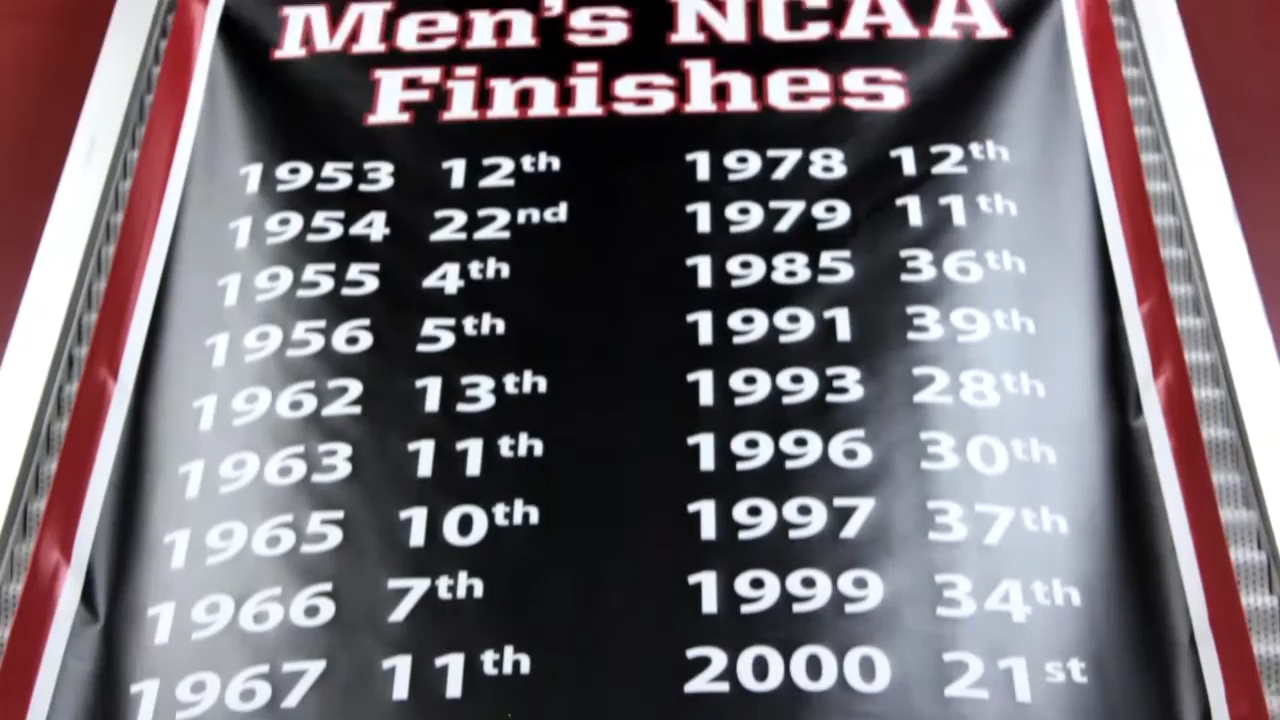 Men's NCAA
Finishes
1953 12th 1978 12th
1954 22nd 1979 11th
1955 4th 1985 36th
1956 5th 1991 39th
1962 13th 1993 28th
1963 11th 1996 30th
1965 10th 1997 37th
1966 7th 1999 34th
1967 11th 2000 21st